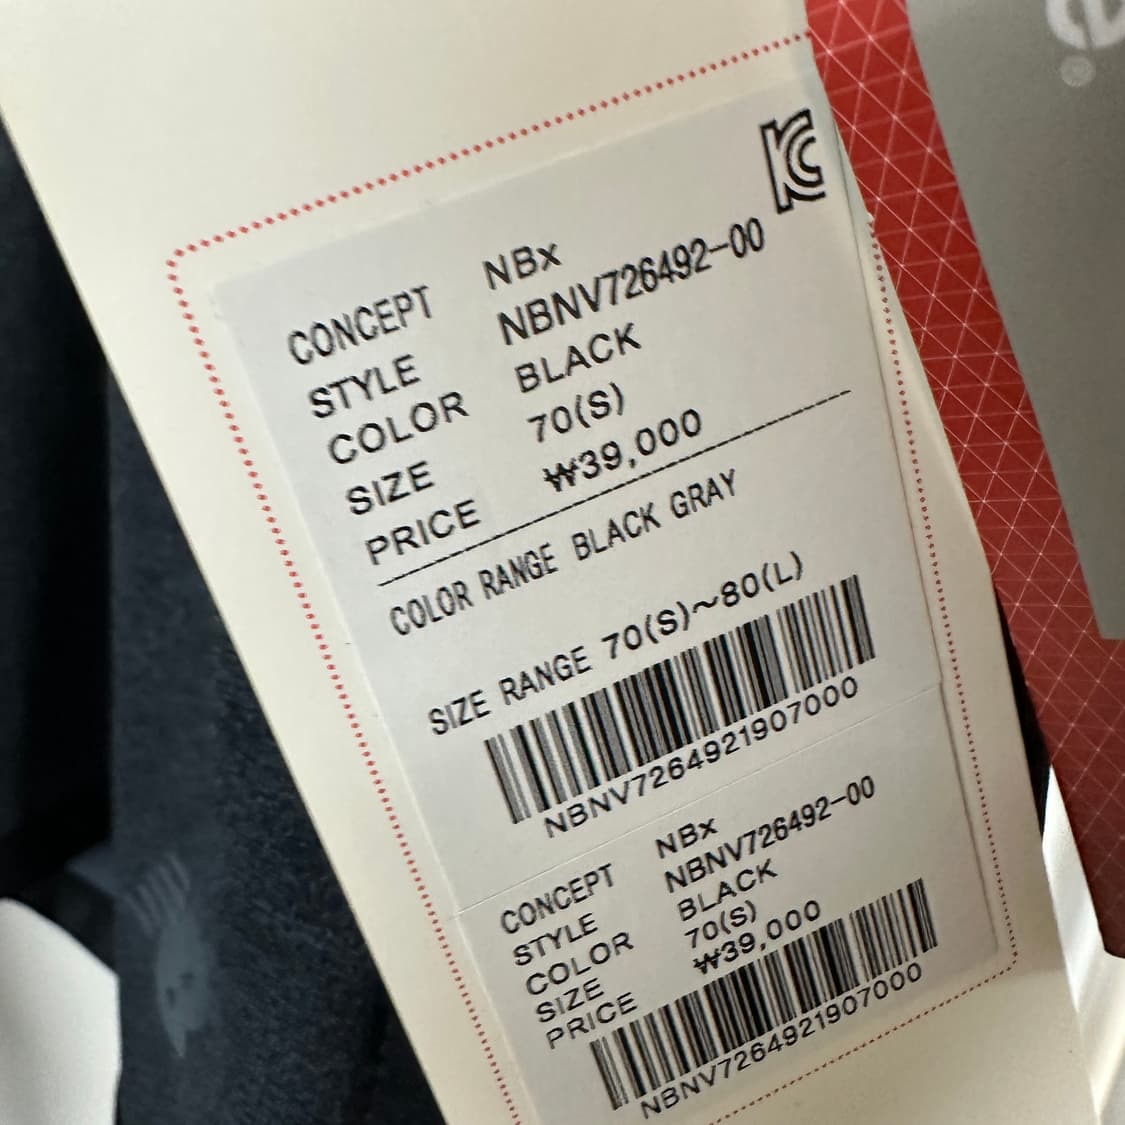 CONCEPT NBx
STYLE NBNV726492-00
COLOR BLACK
SIZE 70(S)
PRICE ₩39,000
COLOR RANGE BLACK GRAY
SIZE RANGE 70(S)~80(L)
NBNV7264921907000
CONCEPT NBx
STYLE NBNV726492-00
COLOR BLACK
SIZE 70(S)
PRICE ₩39,000
NBNV7264921907000